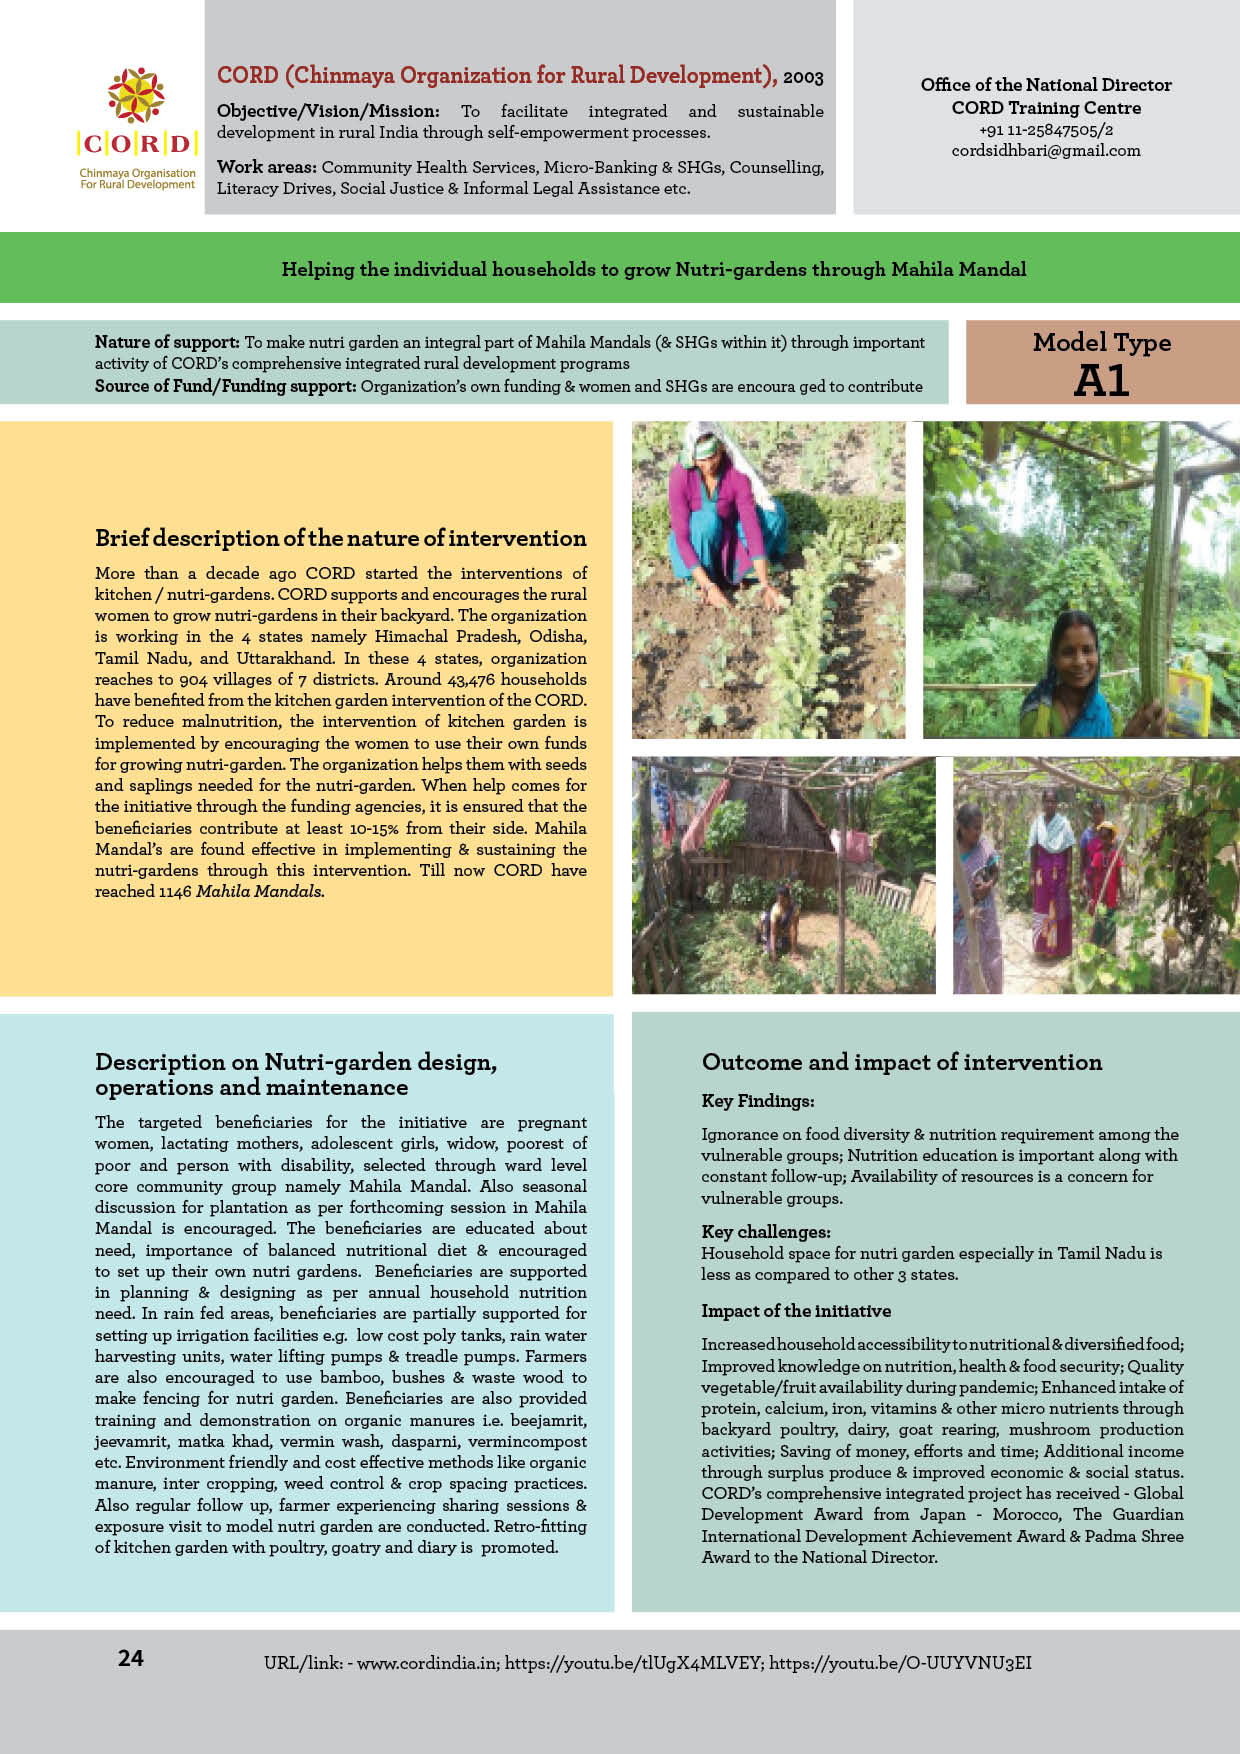 C O R D
Chinmaya Organisation
For Rural Development
CORD (Chinmaya Organization for Rural Development), 2003
Objective/Vision/Mission: To facilitate integrated and sustainable
development in rural India through self-empowerment processes.
Work areas: Community Health Services, Micro-Banking & SHGs, Counselling,
Literacy Drives, Social Justice & Informal Legal Assistance etc.
Office of the National Director
CORD Training Centre
+91 11-25847505/2
cordsidhbari@gmail.com
Helping the individual households to grow Nutri-gardens through Mahila Mandal
Nature of support: To make nutri garden an integral part of Mahila Mandals (& SHGs within it) through important
activity of CORD's comprehensive integrated rural development programs
Source of Fund/Funding support: Organization's own funding & women and SHGs are encoura ged to contribute
Model Type
A1
Brief description of the nature of intervention
More than a decade ago CORD started the interventions of
kitchen / nutri-gardens. CORD supports and encourages the rural
women to grow nutri-gardens in their backyard. The organization
is working in the 4 states namely Himachal Pradesh, Odisha,
Tamil Nadu, and Uttarakhand. In these 4 states, organization
reaches to 904 villages of 7 districts. Around 43,476 households
have benefited from the kitchen garden intervention of the CORD.
To reduce malnutrition, the intervention of kitchen garden is
implemented by encouraging the women to use their own funds
for growing nutri-garden. The organization helps them with seeds
and saplings needed for the nutri-garden. When help comes for
the initiative through the funding agencies, it is ensured that the
beneficiaries contribute at least 10-15% from their side. Mahila
Mandal's are found effective in implementing & sustaining the
nutri-gardens through this intervention. Till now CORD have
reached 1146 Mahila Mandals.
Description on Nutri-garden design,
operations and maintenance
The targeted beneficiaries for the initiative are pregnant
women, lactating mothers, adolescent girls, widow, poorest of
poor and person with disability, selected through ward level
core community group namely Mahila Mandal. Also seasonal
discussion for plantation as per forthcoming session in Mahila
Mandal is encouraged. The beneficiaries are educated about
need, importance of balanced nutritional diet & encouraged
to set up their own nutri gardens. Beneficiaries are supported
in planning & designing as per annual household nutrition
need. In rain fed areas, beneficiaries are partially supported for
setting up irrigation facilities e.g. low cost poly tanks, rain water
harvesting units, water lifting pumps & treadle pumps. Farmers
are also encouraged to use bamboo, bushes & waste wood to
make fencing for nutri garden. Beneficiaries are also provided
training and demonstration on organic manures i.e. beejamrit,
jeevamrit, matka khad, vermin wash, dasparni, vermincompost
etc. Environment friendly and cost effective methods like organic
manure, inter cropping, weed control & crop spacing practices.
Also regular follow up, farmer experiencing sharing sessions &
exposure visit to model nutri garden are conducted. Retro-fitting
of kitchen garden with poultry, goatry and diary is promoted.
Outcome and impact of intervention
Key Findings:
Ignorance on food diversity & nutrition requirement among the
vulnerable groups; Nutrition education is important along with
constant follow-up; Availability of resources is a concern for
vulnerable groups.
Key challenges:
Household space for nutri garden especially in Tamil Nadu is
less as compared to other 3 states.
Impact of the initiative
Increased household accessibility to nutritional & diversified food;
Improved knowledge on nutrition, health & food security; Quality
vegetable/fruit availability during pandemic; Enhanced intake of
protein, calcium, iron, vitamins & other micro nutrients through
backyard poultry, dairy, goat rearing, mushroom production
activities; Saving of money, efforts and time; Additional income
through surplus produce & improved economic & social status.
CORD's comprehensive integrated project has received - Global
Development Award from Japan - Morocco, The Guardian
International Development Achievement Award & Padma Shree
Award to the National Director.
24
URL/link: - www.cordindia.in; https://youtu.be/tlUgX4MLVEY; https://youtu.be/O-UUYVNU3EI